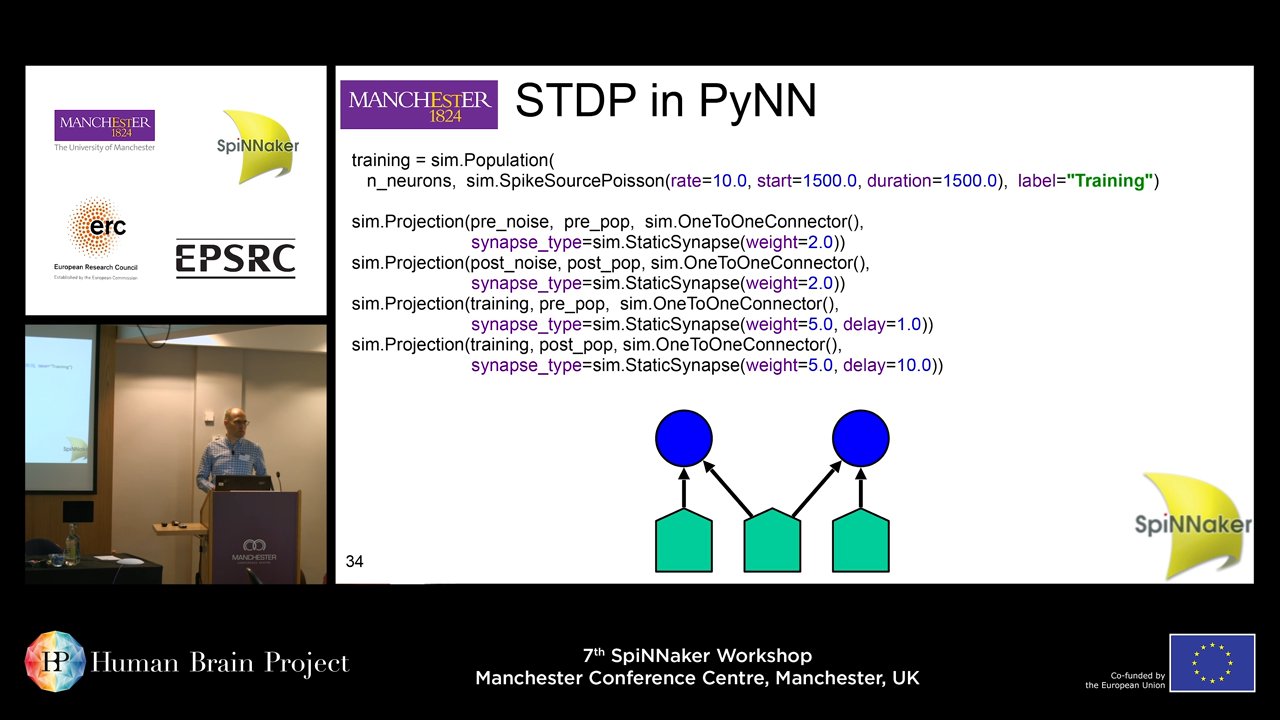 MANCHESTER
1824
The University of Manchester
SpiNNaker
erc
European Research Council
Established by the European Commission
EPSRC
MANCHESTER
1824
STDP in PyNN
training = sim.Population(
n_neurons, sim.SpikeSourcePoisson(rate=10.0, start=1500.0, duration=1500.0), label="Training")
sim.Projection(pre_noise, pre_pop, sim.OneToOneConnector(),
synapse_type=sim.StaticSynapse(weight=2.0))
sim.Projection(post_noise, post_pop, sim.OneToOneConnector(),
synapse_type=sim.StaticSynapse(weight=2.0))
sim.Projection(training, pre_pop, sim.OneToOneConnector(),
synapse_type=sim.StaticSynapse(weight=5.0, delay=1.0))
sim.Projection(training, post_pop, sim.OneToOneConnector(),
synapse_type=sim.StaticSynapse(weight=5.0, delay=10.0))
34
SpiNNaker
MANCHESTER
HP Human Brain Project
7th SpiNNaker Workshop
Manchester Conference Centre, Manchester, UK
Co-funded by
the European Union